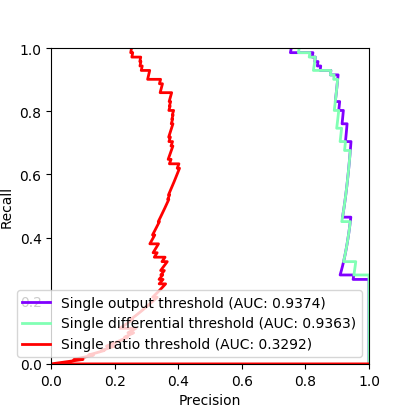 1.0
0.8
0.6
0.4
0.2
0.0
Recall
Single output threshold (AUC: 0.9374)
Single differential threshold (AUC: 0.9363)
Single ratio threshold (AUC: 0.3292)
0.0 0.2 0.4 0.6 0.8 1.0
Precision